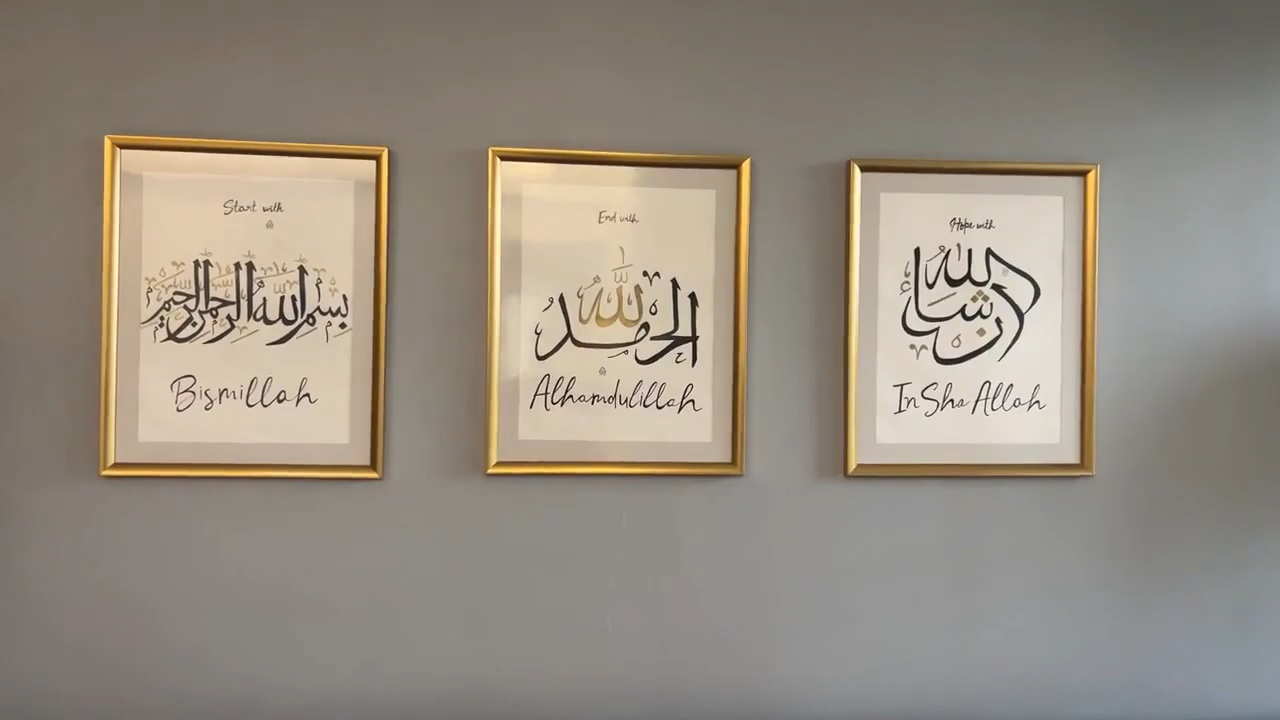 Start with
بسم الله الرحمن الرحيم
Bismillah
End with
الحمد لله
Alhamdulillah
Hope with
إن شاء الله
In Sha Allah